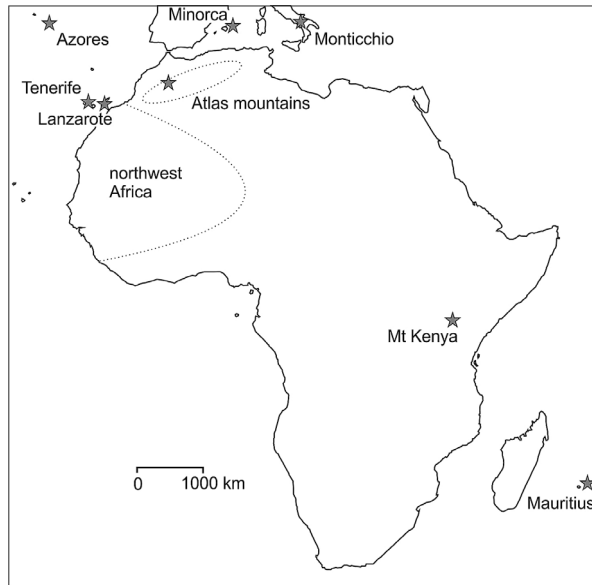 Minorca
Azores
Monticchio
Tenerife
Atlas mountains
Lanzarote
northwest
Africa
Mt Kenya
0 1000 km
Mauritius